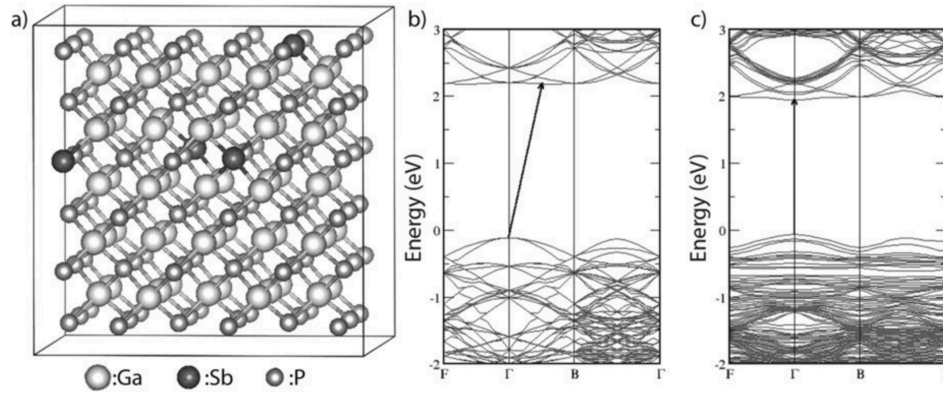 a)
:Ga :Sb :P
b)
Energy (eV)
3
2
1
0
-1
-2
F Γ B Γ
c)
Energy (eV)
3
2
1
0
-1
-2
F Γ B